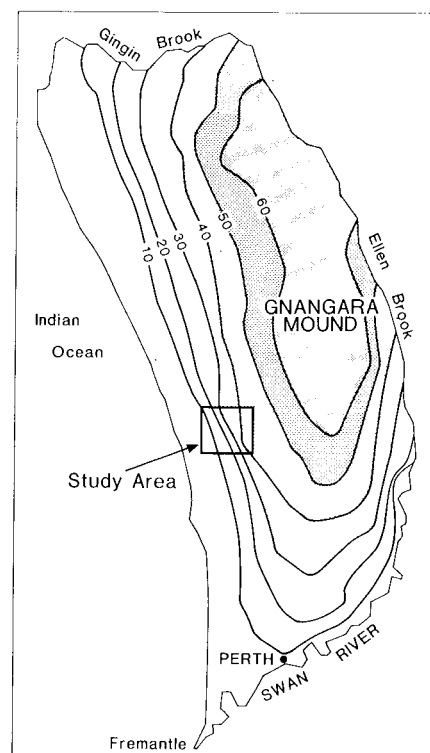 Gingin Brook
10
20
30
40
50
60
Ellen Brook
GNANGARA
MOUND
Indian
Ocean
Study Area
PERTH
SWAN RIVER
Fremantle